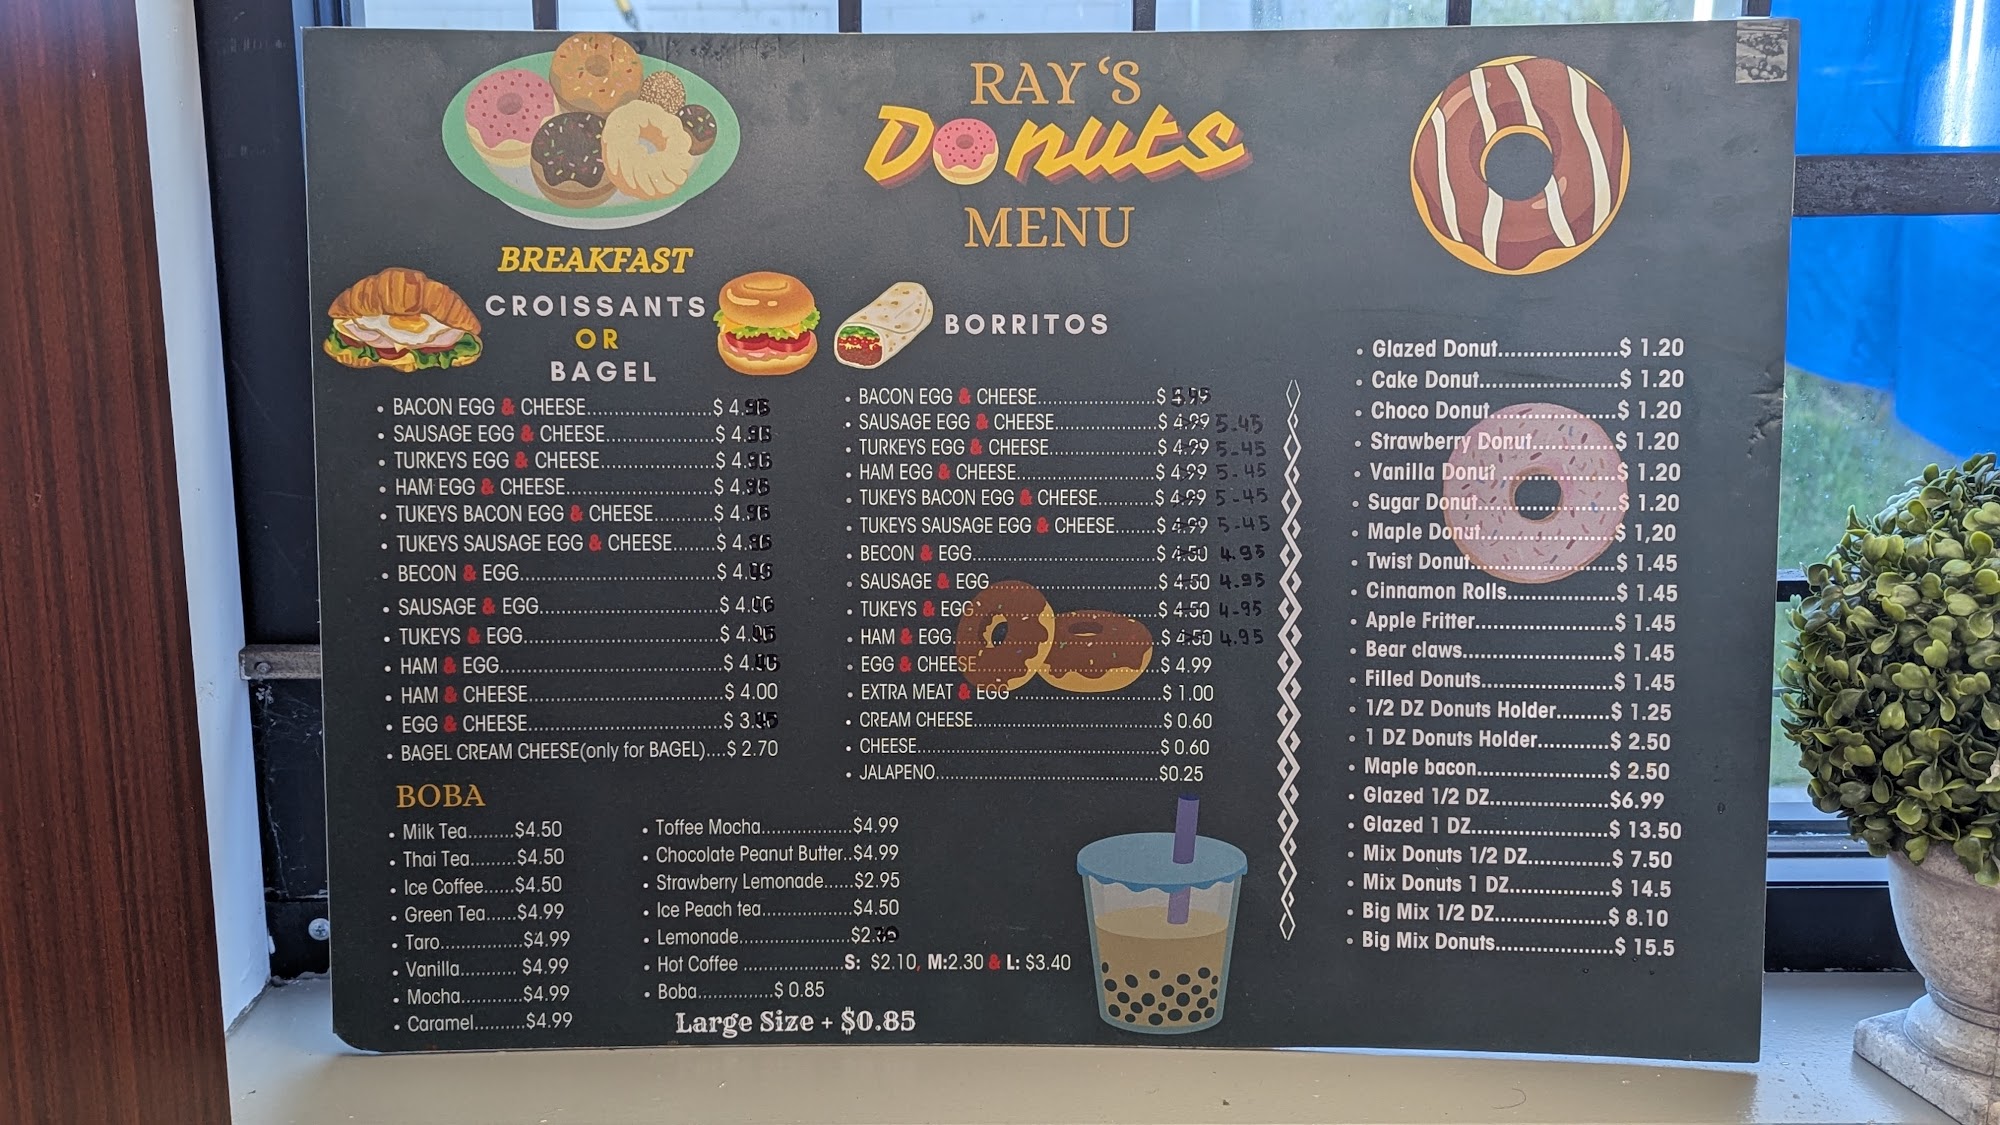 RAY 'S
Donuts
MENU
BREAKFAST
CROISSANTS
OR
BAGEL
• BACON EGG & CHEESE..............................$ 4.95
• SAUSAGE EGG & CHEESE..........................$ 4.
• TURKEYS EGG & CHEESE...........................$ 4.
• HAM EGG & CHEESE..................................$ 4.
• TUKEYS BACON EGG & CHEESE.............$ 4.
• TUKEYS SAUSAGE EGG & CHEESE........$ 4.
• BECON & EGG..............................................$ 4.
• SAUSAGE & EGG..........................................$ 4.
• TUKEYS & EGG.............................................$ 4.
• HAM & EGG..................................................$ 4.
• HAM & CHEESE............................................$ 4.00
• EGG & CHEESE.............................................$ 3.
• BAGEL CREAM CHEESE(only for BAGEL)....$ 2.70
BORRITOS
• BACON EGG & CHEESE...........................$
• SAUSAGE EGG & CHEESE.......................$ 4.99 5-45
• TURKEYS EGG & CHEESE........................$ 4.99 5-45
• HAM EGG & CHEESE...............................$ 4.99 5-45
• TUKEYS BACON EGG & CHEESE............$ 4.99 5-45
• TUKEYS SAUSAGE EGG & CHEESE........$ 4.99 5-45
• BECON & EGG.........................................$ 4.50 4.95
• SAUSAGE & EGG.....................................$ 4.50 4.95
• TUKEYS & EGG........................................$ 4.50 4-95
• HAM & EGG.............................................$ 4.50 4.95
• EGG & CHEESE........................................$ 4.99
• EXTRA MEAT & EGG ................................$ 1.00
• CREAM CHEESE.........................................$ 0.60
• CHEESE.....................................................$ 0.60
• JALAPENO................................................$0.25
• Glazed Donut.....................$ 1.20
• Cake Donut.........................$ 1.20
• Choco Donut.......................$ 1.20
• Strawberry Donut...............$ 1.20
• Vanilla Donut ......................$ 1.20
• Sugar Donut.........................$ 1.20
• Maple Donut........................$ 1,20
• Twist Donut..........................$ 1.45
• Cinnamon Rolls....................$ 1.45
• Apple Fritter.........................$ 1.45
• Bear claws............................$ 1.45
• Filled Donuts........................$ 1.45
• 1/2 DZ Donuts Holder.........$ 1.25
• 1 DZ Donuts Holder.............$ 2.50
• Maple bacon........................$ 2.50
• Glazed 1/2 DZ......................$6.99
• Glazed 1 DZ.........................$ 13.50
• Mix Donuts 1/2 DZ...............$ 7.50
• Mix Donuts 1 DZ..................$ 14.5
• Big Mix 1/2 DZ.....................$ 8.10
• Big Mix Donuts.....................$ 15.5
BOBA
• Milk Tea.........$4.50
• Thai Tea.........$4.50
• Ice Coffee......$4.50
• Green Tea......$4.99
• Taro................$4.99
• Vanilla........... $4.99
• Mocha............$4.99
• Caramel..........$4.99
• Toffee Mocha..................$4.99
• Chocolate Peanut Butter..$4.99
• Strawberry Lemonade......$2.95
• Ice Peach tea..................$4.50
• Lemonade......................$2.
• Hot Coffee ....................S: $2.10, M:2.30 & L: $3.40
• Boba...............$ 0.85
Large Size + $0.85